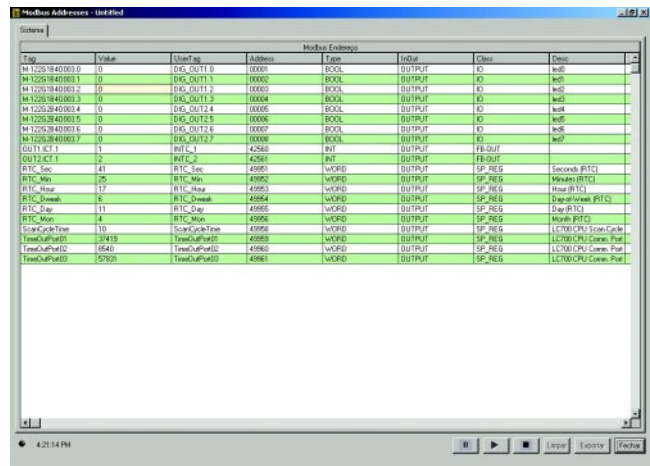 Modbus Addresses - Untitled
Sistema
Modbus Endereço
Tag Value UserTag Address Type InOut Class Desc
M-122S1840003.0 0 DIG_OUT1.0 00001 BOOL OUTPUT IO led0
M-122S1840003.1 0 DIG_OUT1.1 00002 BOOL OUTPUT IO led1
M-122S1840003.2 0 DIG_OUT1.2 00003 BOOL OUTPUT IO led2
M-122S1840003.3 0 DIG_OUT1.3 00004 BOOL OUTPUT IO led3
M-122S2840003.4 0 DIG_OUT2.4 00005 BOOL OUTPUT IO led4
M-122S2840003.5 0 DIG_OUT2.5 00006 BOOL OUTPUT IO led5
M-122S2840003.6 0 DIG_OUT2.6 00007 BOOL OUTPUT IO led6
M-122S2840003.7 0 DIG_OUT2.7 00008 BOOL OUTPUT IO led7
OUT1.ICT.1 1 INTC_1 42560 INT OUTPUT FB-OUT
OUT2.ICT.1 2 INTC_2 42561 INT OUTPUT FB-OUT
RTC_Sec 41 RTC_Sec 49951 WORD OUTPUT SP_REG Seconds (RTC)
RTC_Min 25 RTC_Min 49952 WORD OUTPUT SP_REG Minutes (RTC)
RTC_Hour 17 RTC_Hour 49953 WORD OUTPUT SP_REG Hour (RTC)
RTC_Dweek 6 RTC_Dweek 49954 WORD OUTPUT SP_REG Day-of-Week (RTC)
RTC_Day 11 RTC_Day 49955 WORD OUTPUT SP_REG Day (RTC)
RTC_Mon 4 RTC_Mon 49956 WORD OUTPUT SP_REG Month (RTC)
ScanCycleTime 10 ScanCycleTime 49958 WORD OUTPUT SP_REG LC700 CPU Scan Cycle
TimeOutPort01 37419 TimeOutPort01 49959 WORD OUTPUT SP_REG LC700 CPU Comm. Port
TimeOutPort02 8540 TimeOutPort02 49960 WORD OUTPUT SP_REG LC700 CPU Comm. Port
TimeOutPort03 57831 TimeOutPort03 49961 WORD OUTPUT SP_REG LC700 CPU Comm. Port
4:21:14 PM Limpar Exportar Fechar